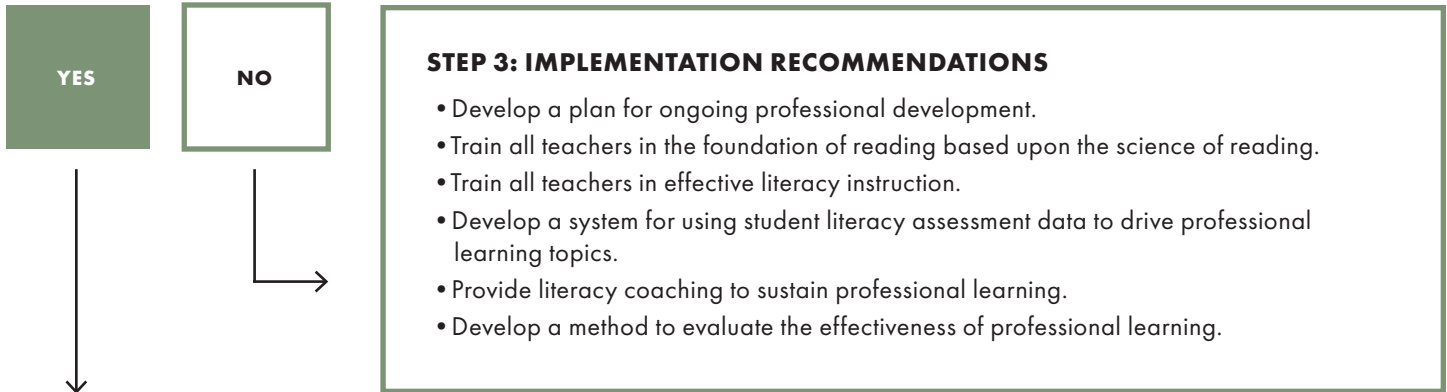 YES
NO
STEP 3: IMPLEMENTATION RECOMMENDATIONS
• Develop a plan for ongoing professional development.
• Train all teachers in the foundation of reading based upon the science of reading.
• Train all teachers in effective literacy instruction.
• Develop a system for using student literacy assessment data to drive professional
learning topics.
• Provide literacy coaching to sustain professional learning.
• Develop a method to evaluate the effectiveness of professional learning.